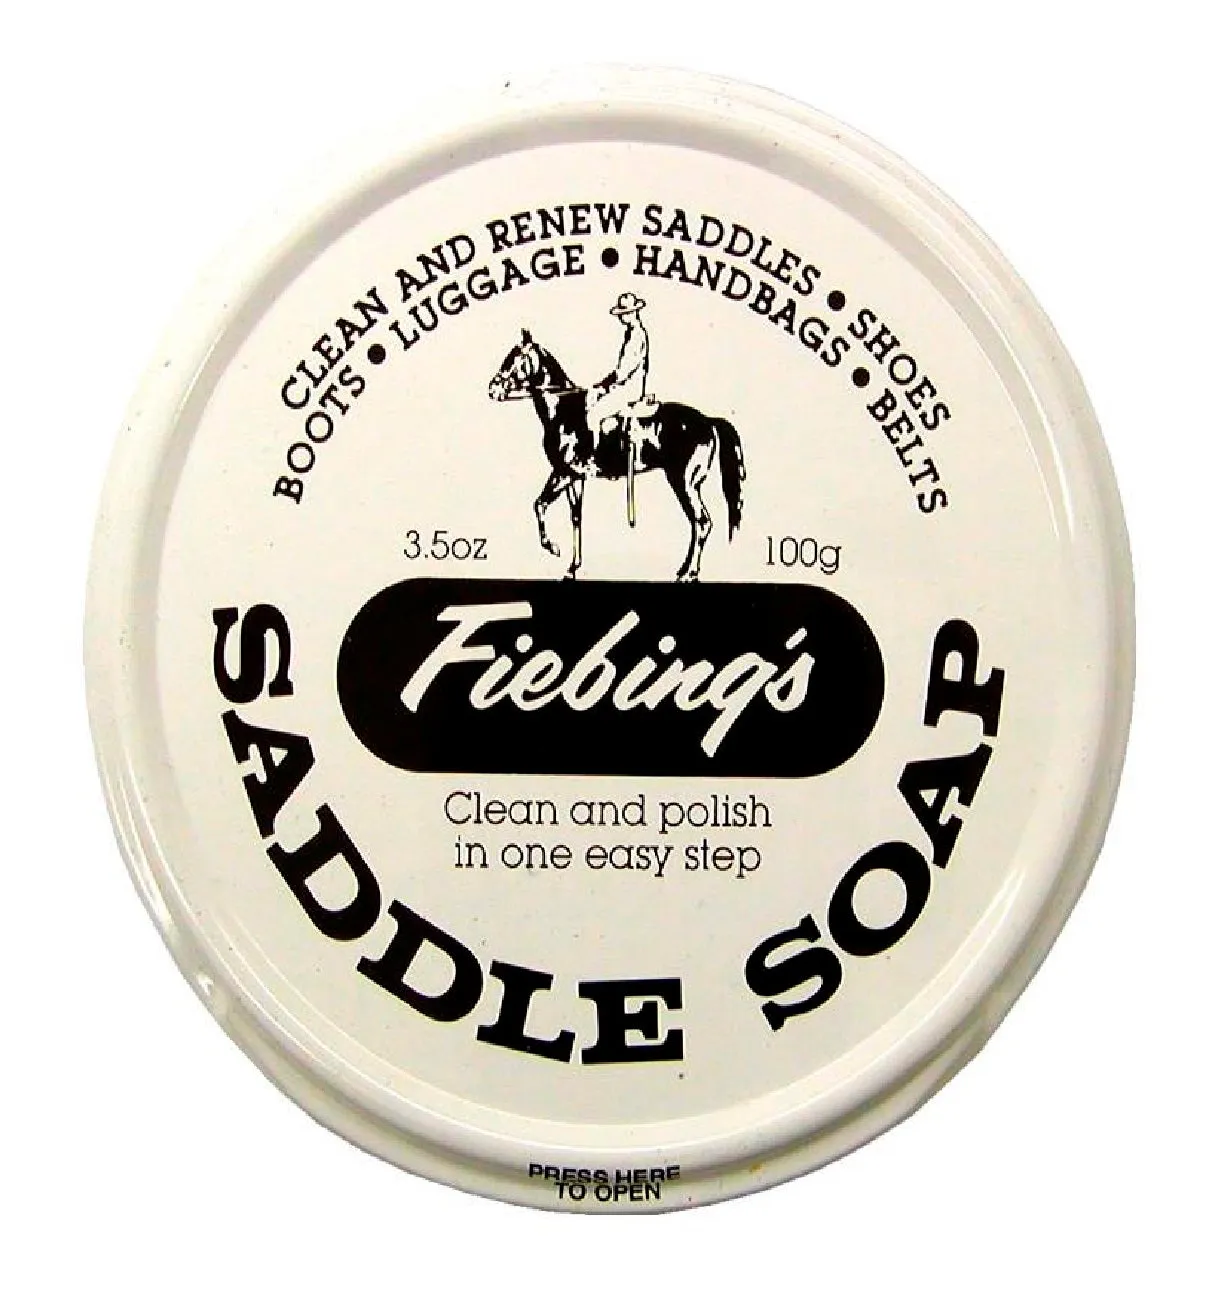 CLEAN AND RENEW SADDLES • SHOES
BOOTS • LUGGAGE • HANDBAGS • BELTS
3.5oz 100g
Fiebing's
Clean and polish
in one easy step
SADDLE SOAP
PRESS HERE
TO OPEN